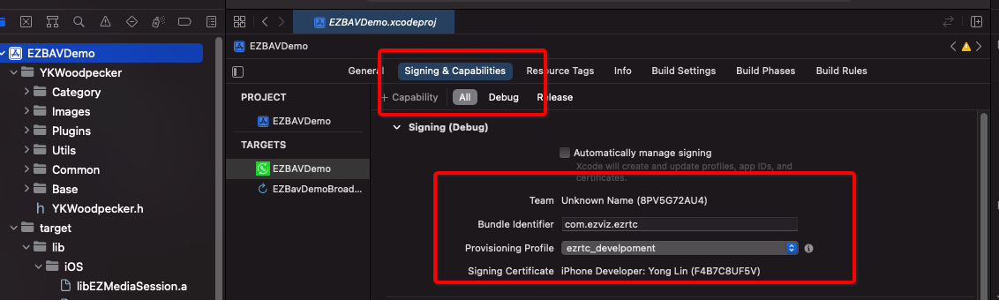 EZBAVDemo.xcodeproj
EZBAVDemo
EZBAVDemo
YKWoodpecker
Category
Images
Plugins
Utils
Common
Base
h YKWoodpecker.h
target
lib
iOS
libEZMediaSession.a
General Signing & Capabilities Resource Tags Info Build Settings Build Phases Build Rules
PROJECT
EZBAVDemo
TARGETS
EZBAVDemo
EZBavDemoBroad...
+ Capability All Debug Release
Signing (Debug)
Automatically manage signing
Xcode will create and update profiles, app IDs, and
certificates.
Team Unknown Name (8PV5G72AU4)
Bundle Identifier com.ezviz.ezrtc
Provisioning Profile ezrtc_develpoment
Signing Certificate iPhone Developer: Yong Lin (F4B7C8UF5V)